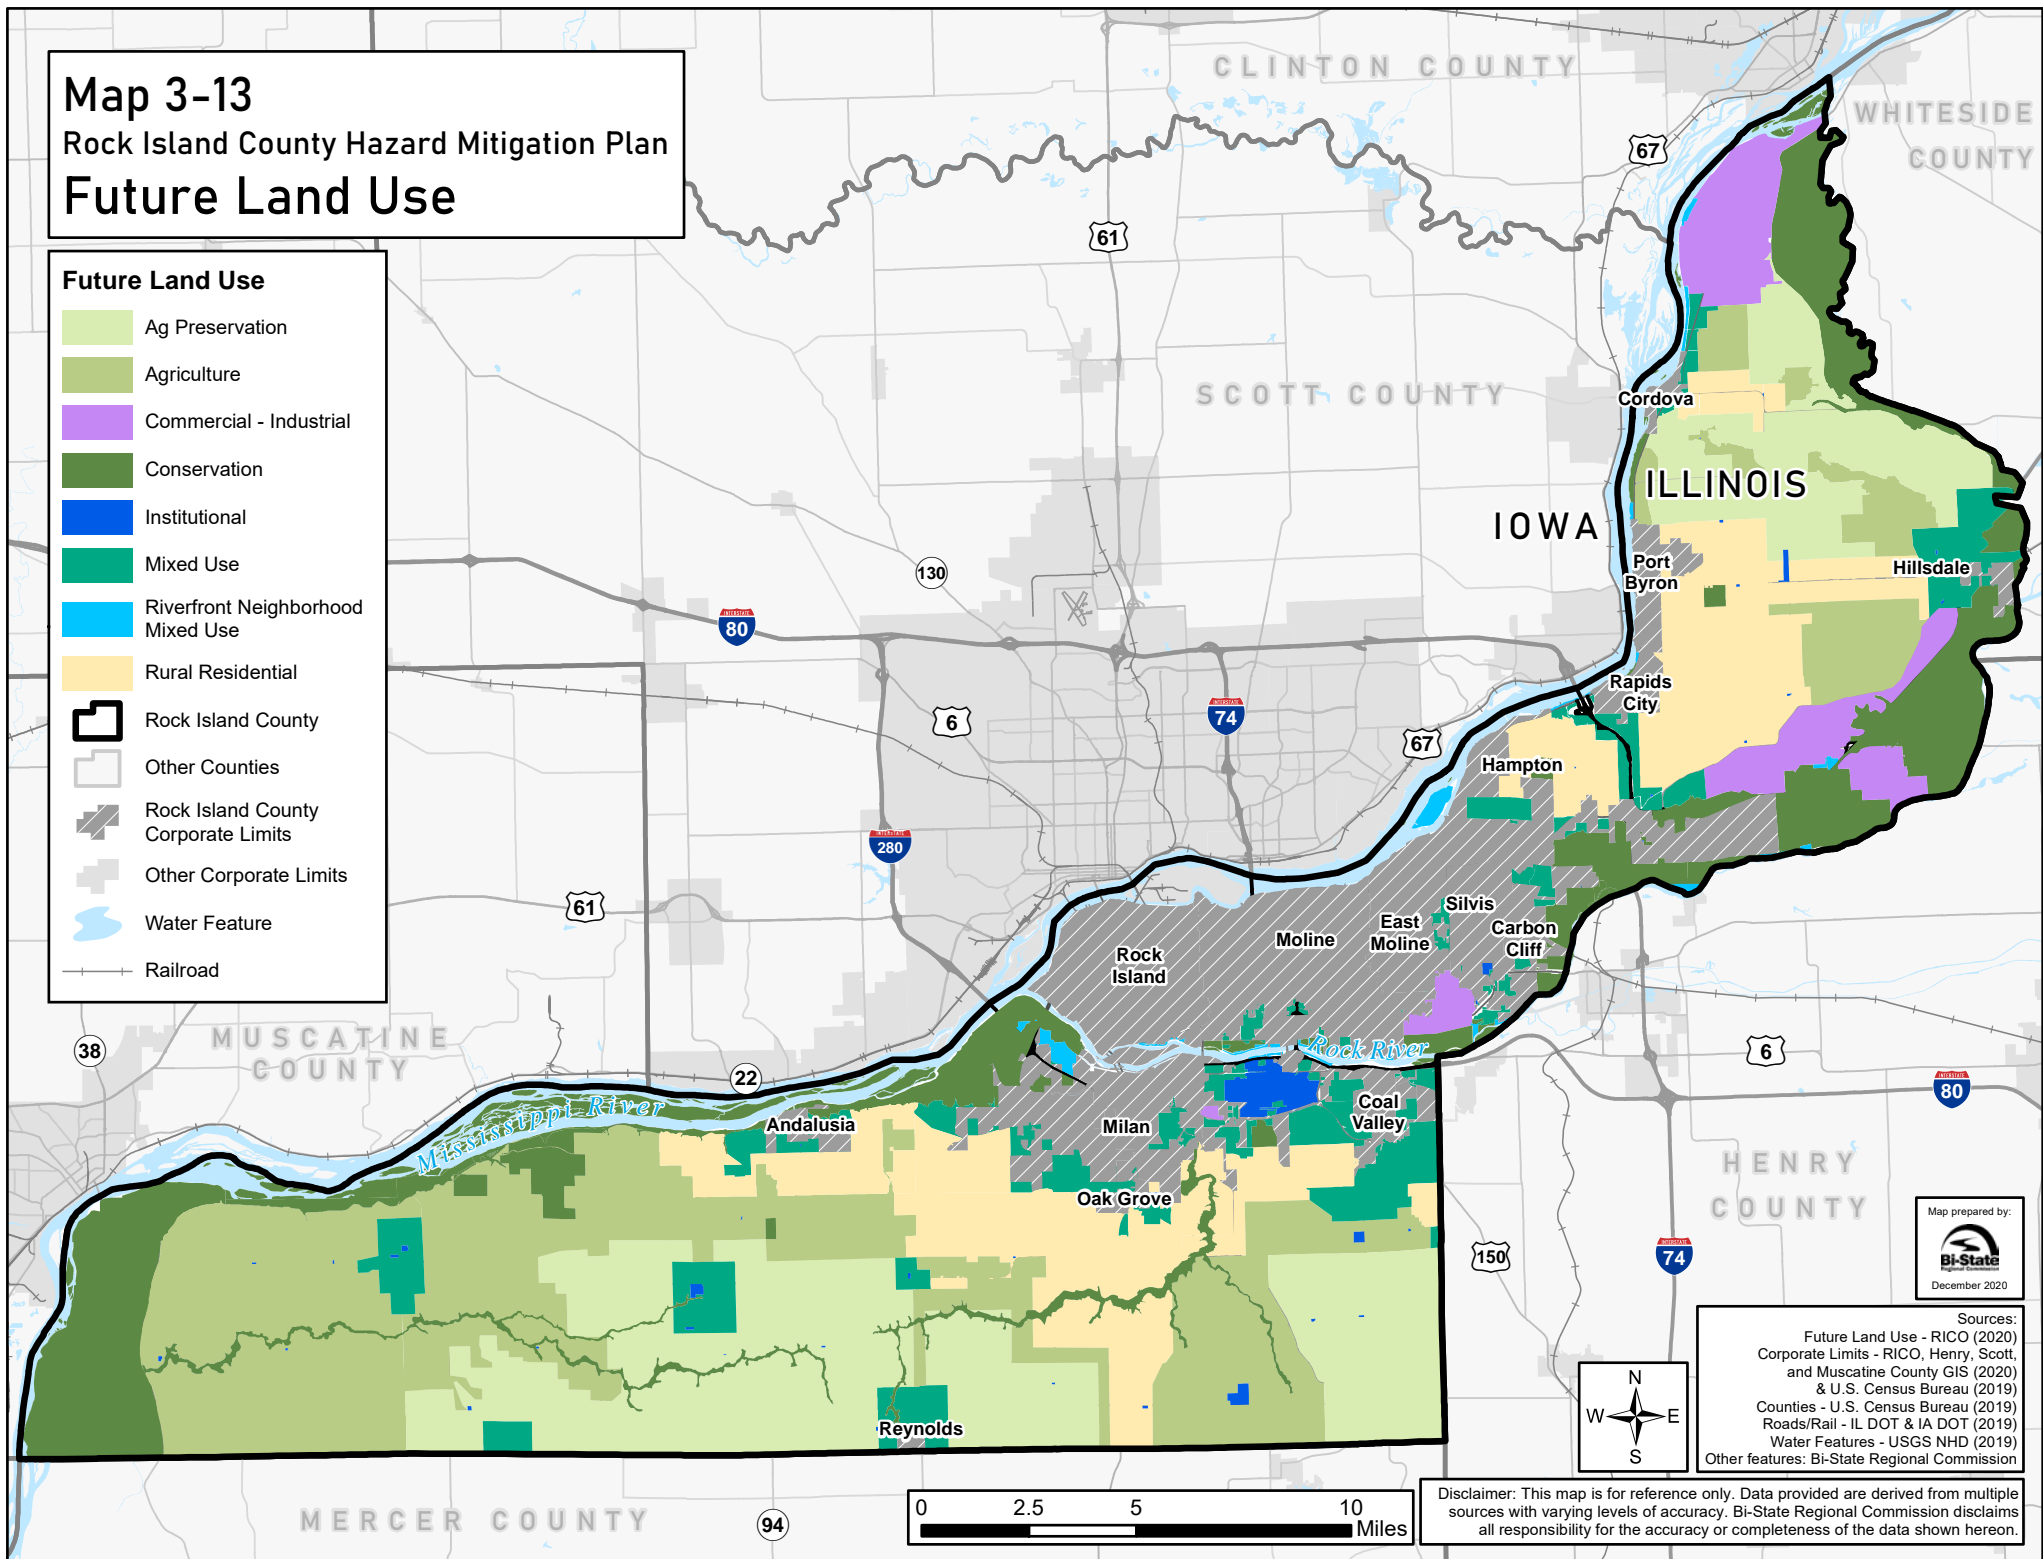 Map 3-13
Rock Island County Hazard Mitigation Plan
Future Land Use
Future Land Use
Ag Preservation
Agriculture
Commercial - Industrial
Conservation
Institutional
Mixed Use
Riverfront Neighborhood
Mixed Use
Rural Residential
Rock Island County
Other Counties
Rock Island County
Corporate Limits
Other Corporate Limits
Water Feature
Railroad
CLINTON COUNTY
WHITESIDE
COUNTY
67
61
SCOTT COUNTY
Cordova
ILLINOIS
IOWA
130
Port
Byron
Hillsdale
INTERSTATE
80
Rapids
City
6
INTERSTATE
74
67
Hampton
INTERSTATE
280
61
Silvis
East
Moline
Carbon
Cliff
Moline
Rock
Island
MUSCATINE
COUNTY
38
22
Rock River
6
INTERSTATE
80
Mississippi River
Andalusia
Milan
Coal
Valley
HENRY
COUNTY
Oak Grove
150
INTERSTATE
74
Reynolds
MERCER COUNTY
94
Map prepared by:
Bi-State
Regional Commission
December 2020
Sources:
Future Land Use - RICO (2020)
Corporate Limits - RICO, Henry, Scott,
and Muscatine County GIS (2020)
& U.S. Census Bureau (2019)
Counties - U.S. Census Bureau (2019)
Roads/Rail - IL DOT & IA DOT (2019)
Water Features - USGS NHD (2019)
Other features: Bi-State Regional Commission
N
W E
S
0 2.5 5 10
Miles
Disclaimer: This map is for reference only. Data provided are derived from multiple
sources with varying levels of accuracy. Bi-State Regional Commission disclaims
all responsibility for the accuracy or completeness of the data shown hereon.